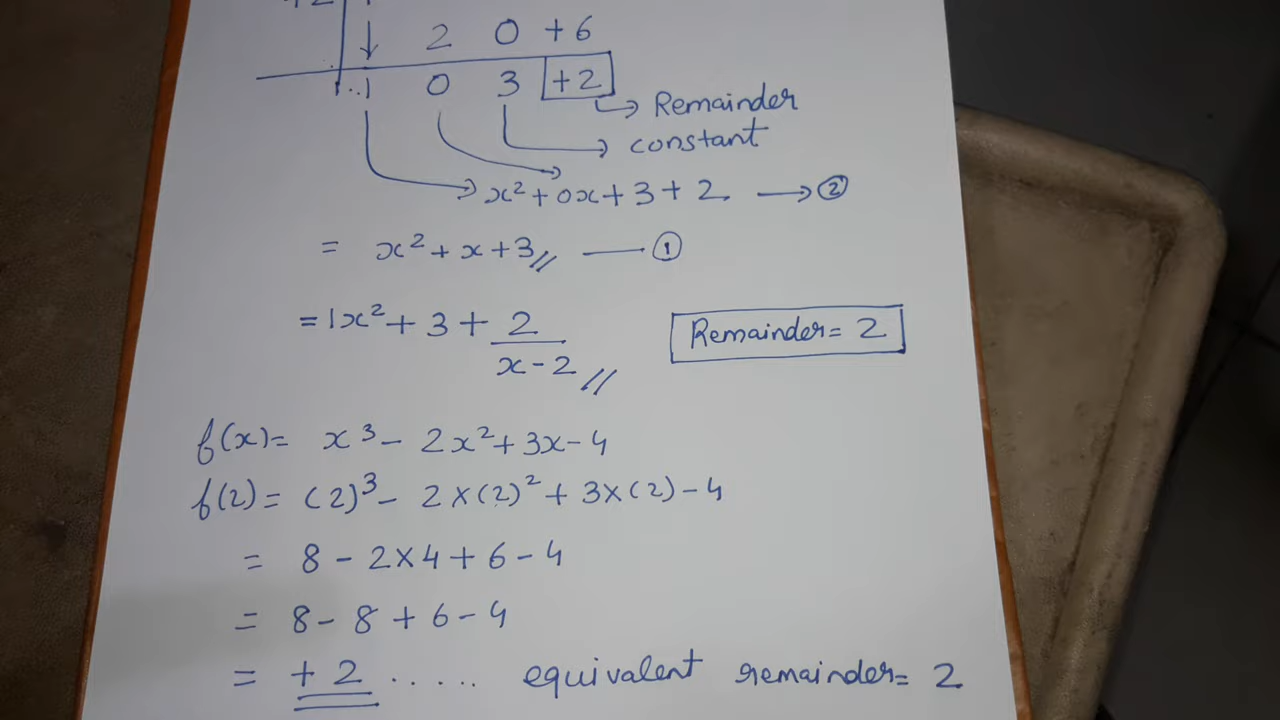 ↓ 2 0 +6
1 0 3 +2
→ Remainder
→ constant
x² + 0x + 3 + 2 → ②
= x² + x + 3 // — ①
= 1x² + 3 + 2/(x - 2) //
Remainder = 2
f(x) = x³ - 2x² + 3x - 4
f(2) = (2)³ - 2 × (2)² + 3 × (2) - 4
= 8 - 2 × 4 + 6 - 4
= 8 - 8 + 6 - 4
= + 2 ..... equivalent remainder = 2